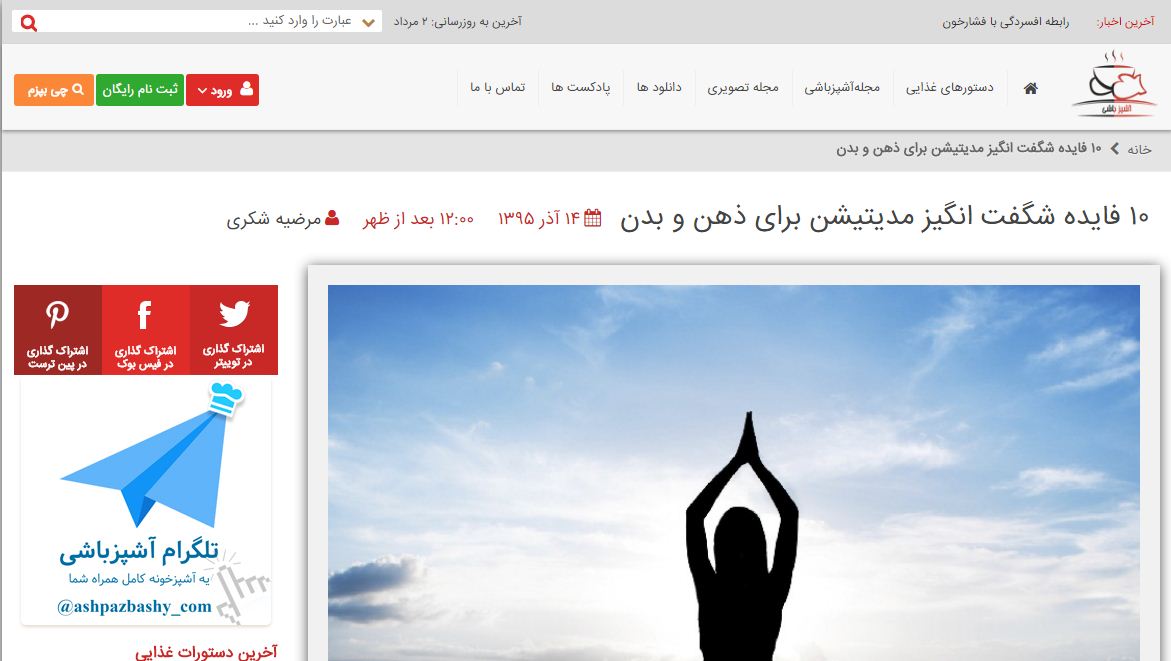 آخرین اخبار: رابطه افسردگی با فشارخون
آخرین به روزرسانی: ۲ مرداد
عبارت را وارد کنید ...
آشپز باشی
دستورهای غذایی
مجله‌آشپزباشی
مجله تصویری
دانلود ها
پادکست ها
تماس با ما
ورود
ثبت نام رایگان
چی بپزم
خانه
۱۰ فایده شگفت انگیز مدیتیشن برای ذهن و بدن
۱۰ فایده شگفت انگیز مدیتیشن برای ذهن و بدن
۱۴ آذر ۱۳۹۵
۱۲:۰۰ بعد از ظهر
مرضیه شکری
اشتراک گذاری
در توییتر
اشتراک گذاری
در فیس بوک
اشتراک گذاری
در پین ترست
تلگرام آشپزباشی
یه آشپزخونه کامل همراه شما
@ashpazbashy_com
آخرین دستورات غذایی